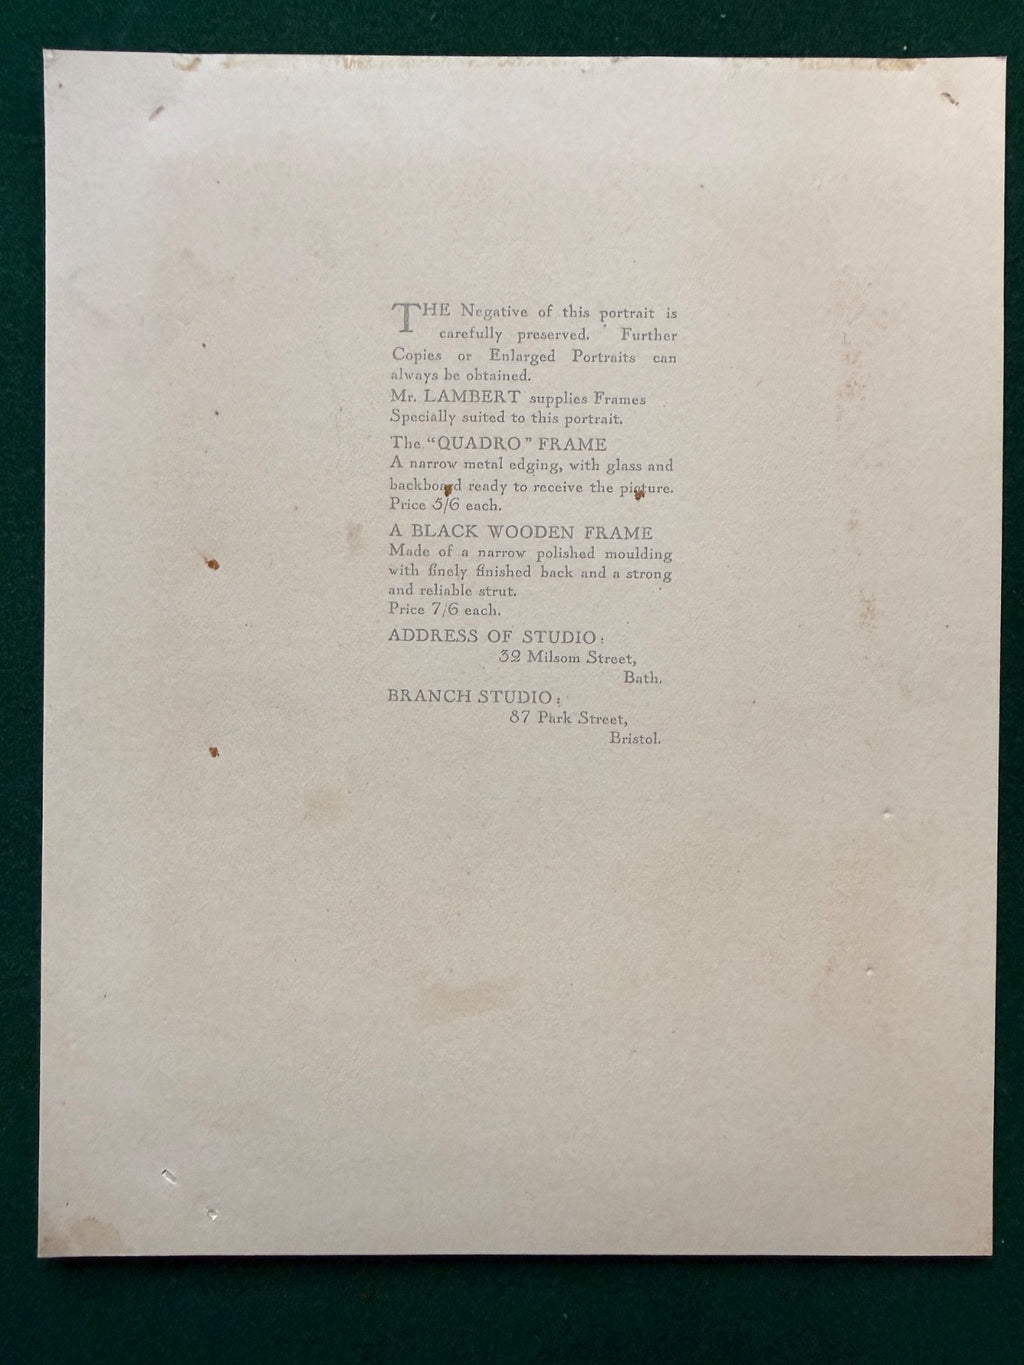 THE Negative of this portrait is
carefully preserved. Further
Copies or Enlarged Portraits can
always be obtained.
Mr. LAMBERT supplies Frames
Specially suited to this portrait.
The “QUADRO” FRAME
A narrow metal edging, with glass and
backboard ready to receive the picture.
Price 5/6 each.
A BLACK WOODEN FRAME
Made of a narrow polished moulding
with finely finished back and a strong
and reliable strut.
Price 7/6 each.
ADDRESS OF STUDIO:
32 Milsom Street,
Bath.
BRANCH STUDIO:
87 Park Street,
Bristol.